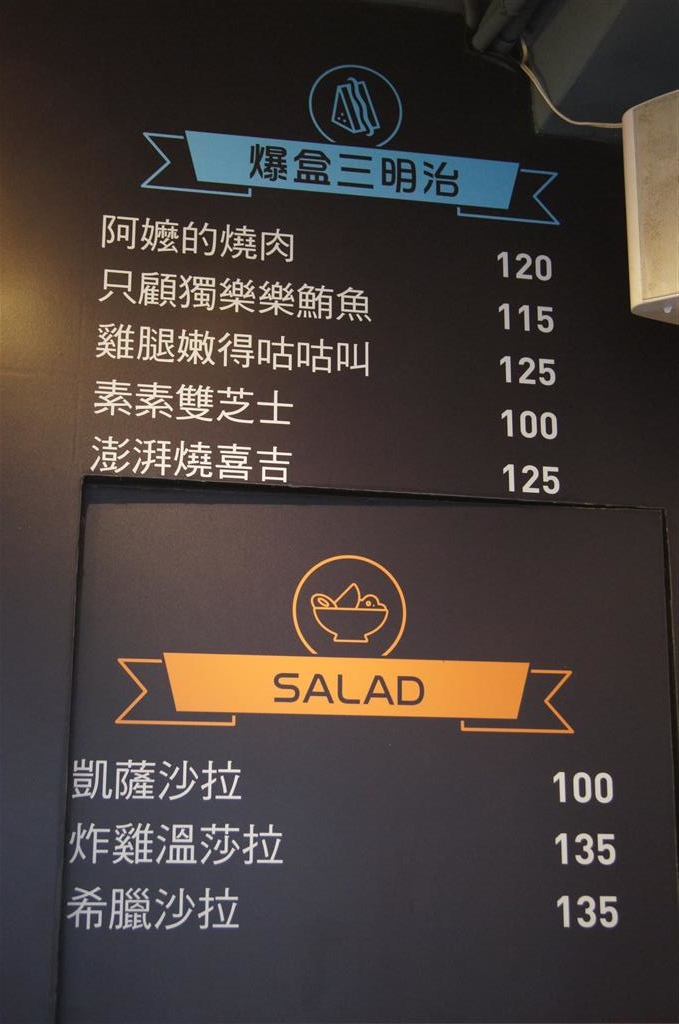 爆盒三明治
阿嬤的燒肉 120
只顧獨樂樂鮪魚 115
雞腿嫩得咕咕叫 125
素素雙芝士 100
澎湃燒喜吉 125
SALAD
凱薩沙拉 100
炸雞溫莎拉 135
希臘沙拉 135